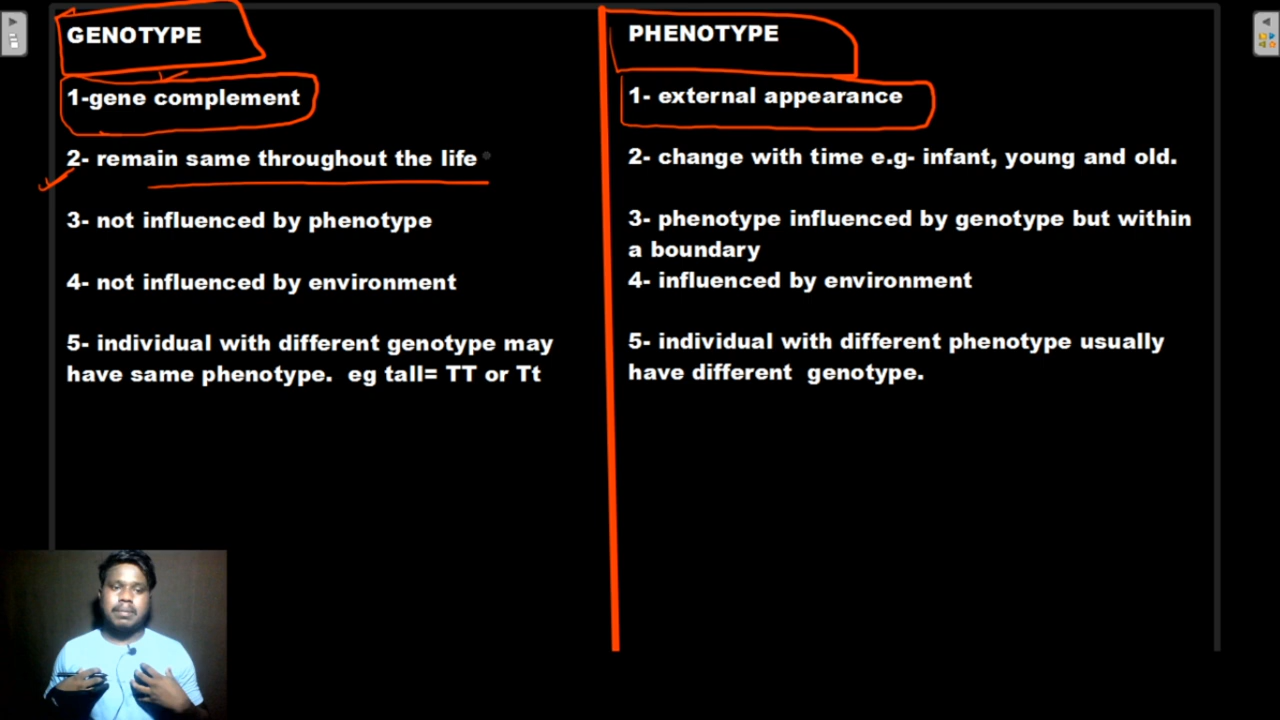 GENOTYPE
1-gene complement
2- remain same throughout the life
3- not influenced by phenotype
4- not influenced by environment
5- individual with different genotype may
have same phenotype.  eg tall= TT or Tt
PHENOTYPE
1- external appearance
2- change with time e.g- infant, young and old.
3- phenotype influenced by genotype but within
a boundary
4- influenced by environment
5- individual with different phenotype usually
have different  genotype.